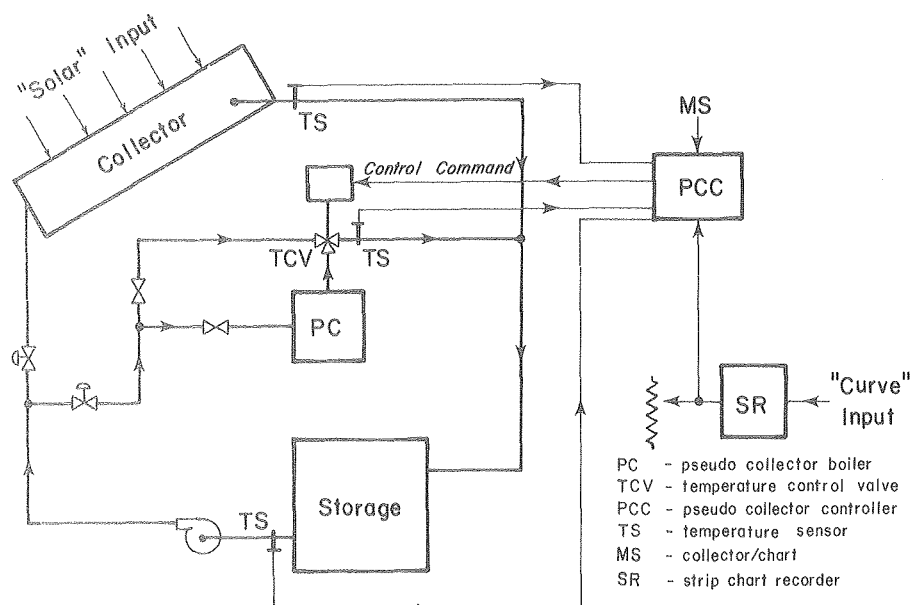 "Solar" Input
Collector
TS
MS
Control Command
PCC
TCV
TS
PC
SR
"Curve"
Input
TS
Storage
PC - pseudo collector boiler
TCV - temperature control valve
PCC - pseudo collector controller
TS - temperature sensor
MS - collector/chart
SR - strip chart recorder